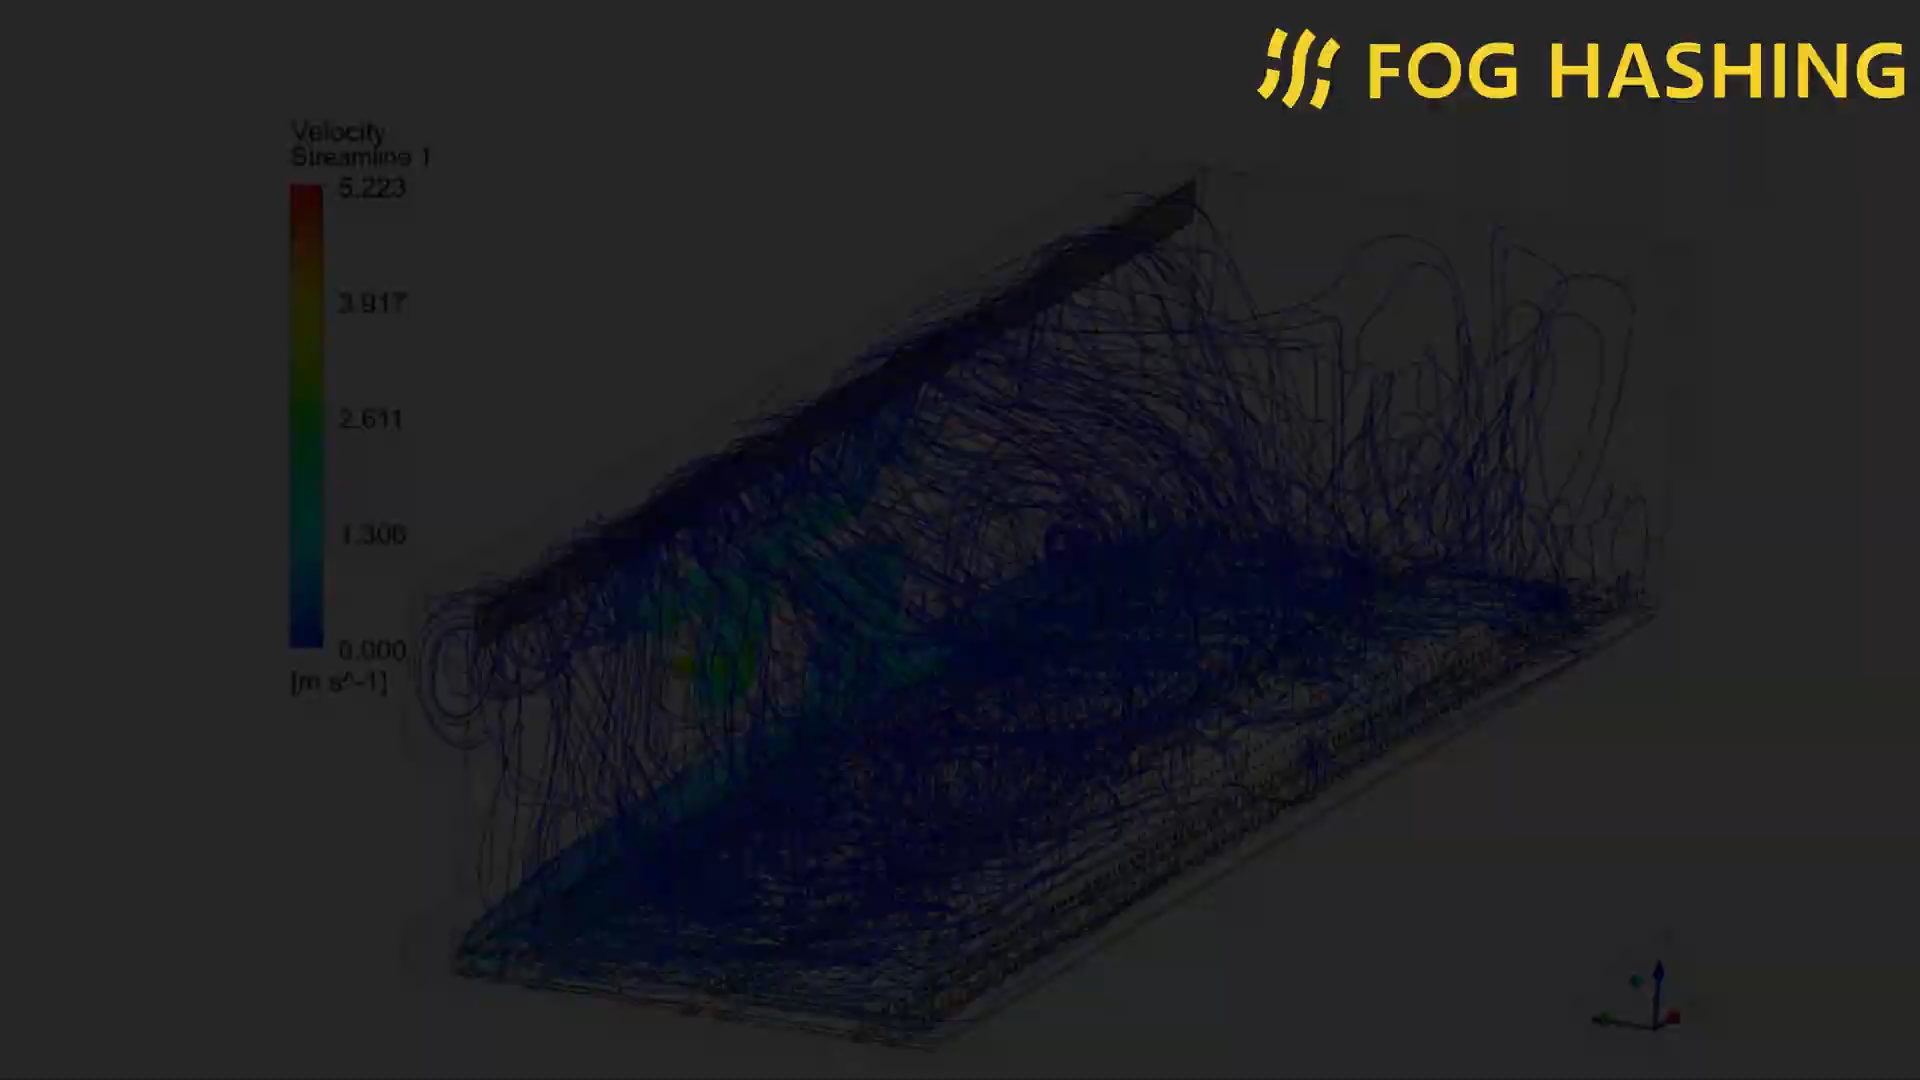 FOG HASHING
Velocity
Streamline 1
5.223
3.917
2.611
1.306
0.000
[m s^-1]